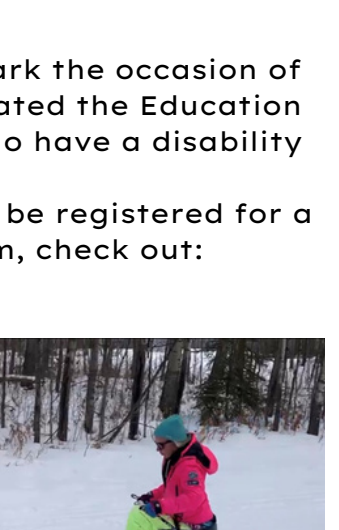 ark the occasion of
ated the Education
o have a disability
be registered for a
m, check out: